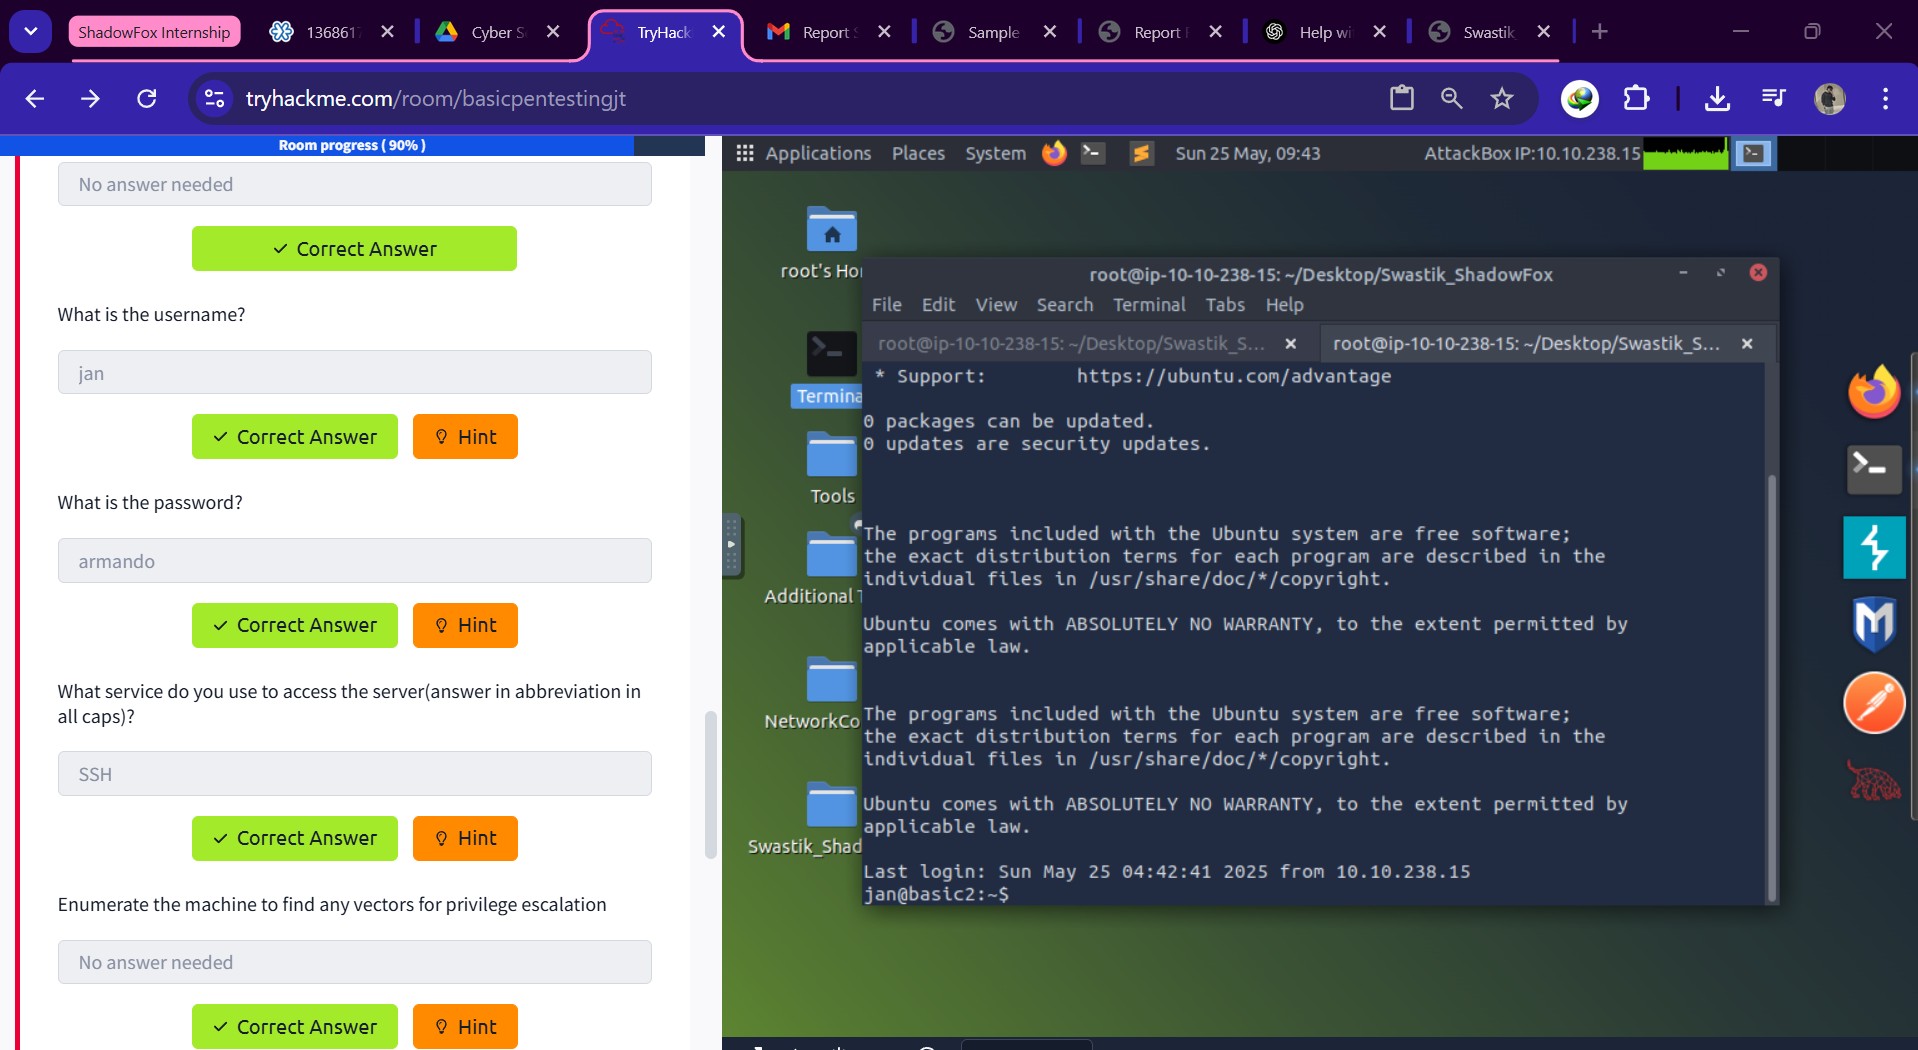 ShadowFox Internship
136861
Cyber S
TryHack
Report S
Sample
Report
Help wi
Swastik
tryhackme.com/room/basicpentestingjt
Room progress ( 90% )
No answer needed
Correct Answer
What is the username?
jan
Correct Answer
Hint
What is the password?
armando
Correct Answer
Hint
What service do you use to access the server(answer in abbreviation in
all caps)?
SSH
Correct Answer
Hint
Enumerate the machine to find any vectors for privilege escalation
No answer needed
Correct Answer
Hint
Applications Places System Sun 25 May, 09:43 AttackBox IP:10.10.238.15
root's Ho
Termina
Tools
Additional T
NetworkCo
Swastik_Shad
root@ip-10-10-238-15: ~/Desktop/Swastik_ShadowFox
File Edit View Search Terminal Tabs Help
root@ip-10-10-238-15: ~/Desktop/Swastik_S...
root@ip-10-10-238-15: ~/Desktop/Swastik_S...
* Support: https://ubuntu.com/advantage
0 packages can be updated.
0 updates are security updates.
The programs included with the Ubuntu system are free software;
the exact distribution terms for each program are described in the
individual files in /usr/share/doc/*/copyright.
Ubuntu comes with ABSOLUTELY NO WARRANTY, to the extent permitted by
applicable law.
The programs included with the Ubuntu system are free software;
the exact distribution terms for each program are described in the
individual files in /usr/share/doc/*/copyright.
Ubuntu comes with ABSOLUTELY NO WARRANTY, to the extent permitted by
applicable law.
Last login: Sun May 25 04:42:41 2025 from 10.10.238.15
jan@basic2:~$